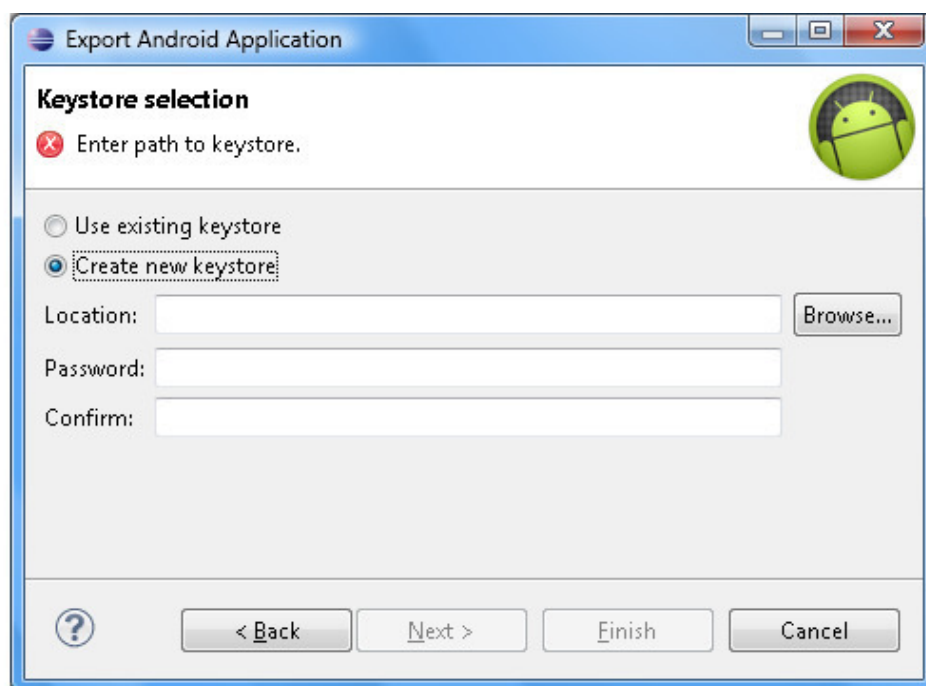 Export Android Application
Keystore selection
Enter path to keystore.
Use existing keystore
Create new keystore
Location:
Browse...
Password:
Confirm:
< Back
Next >
Finish
Cancel